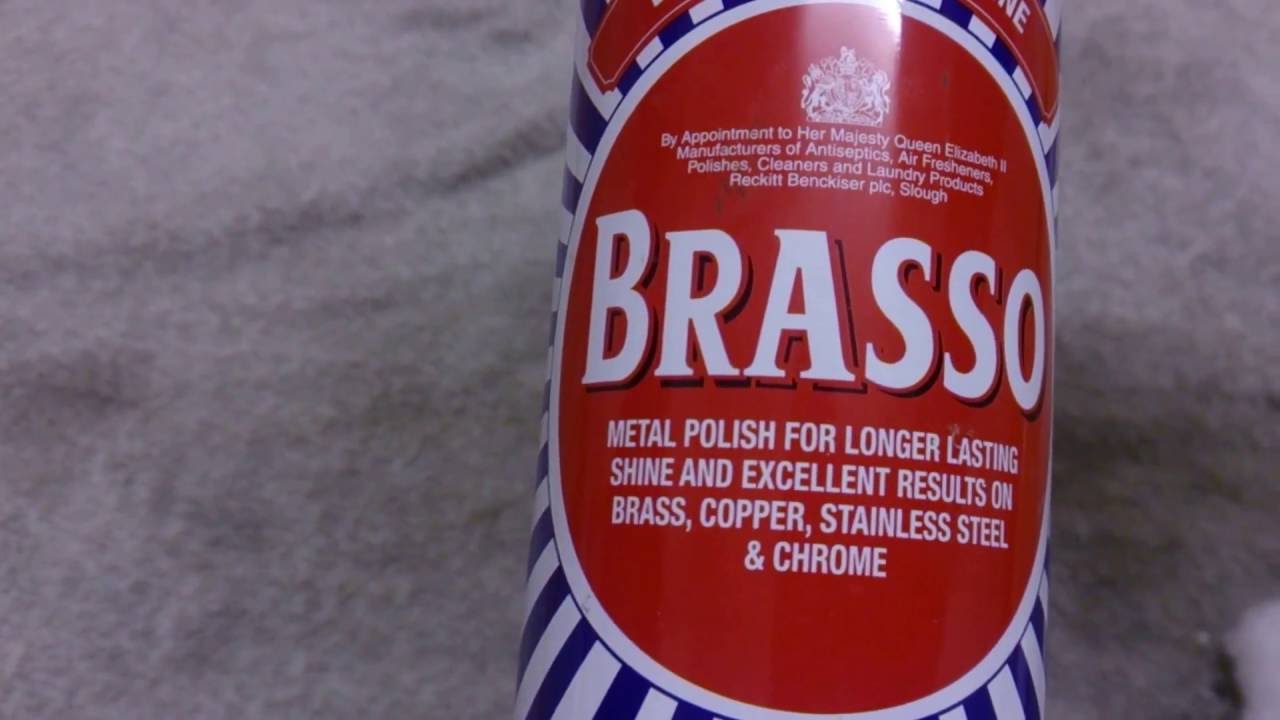 By Appointment to Her Majesty Queen Elizabeth II
Manufacturers of Antiseptics, Air Fresheners,
Polishes, Cleaners and Laundry Products
Reckitt Benckiser plc, Slough
BRASSO
METAL POLISH FOR LONGER LASTING
SHINE AND EXCELLENT RESULTS ON
BRASS, COPPER, STAINLESS STEEL
& CHROME